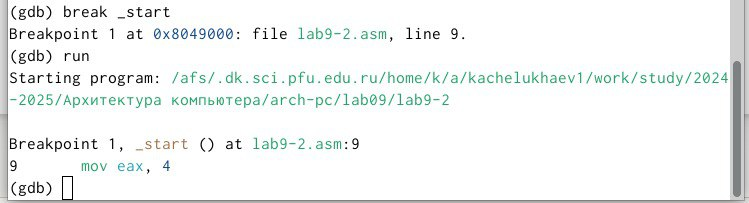 (gdb) break _start
Breakpoint 1 at 0x8049000: file lab9-2.asm, line 9.
(gdb) run
Starting program: /afs/.dk.sci.pfu.edu.ru/home/k/a/kachelukhaev1/work/study/2024
-2025/Архитектура компьютера/arch-pc/lab09/lab9-2
Breakpoint 1, _start () at lab9-2.asm:9
9       mov eax, 4
(gdb)